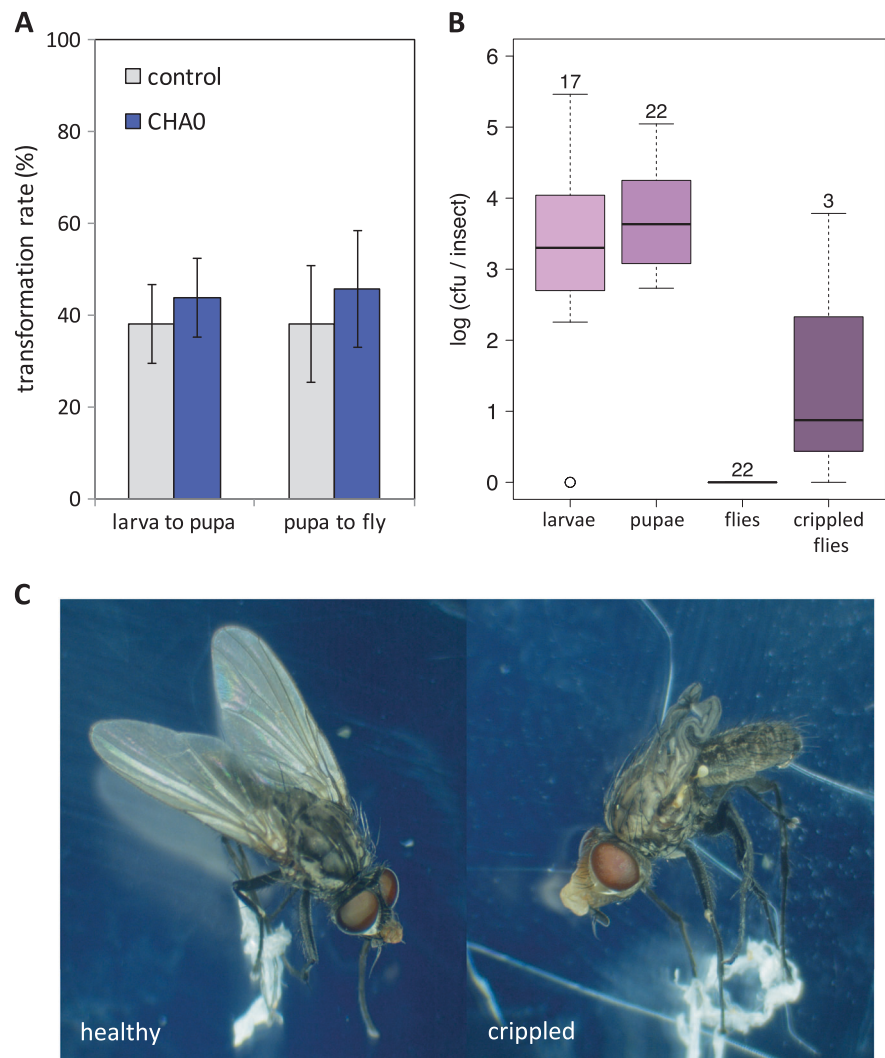 A
100
80
60
40
20
0
transformation rate (%)
control
CHA0
larva to pupa
pupa to fly
B
6
5
4
3
2
1
0
log (cfu / insect)
17
22
22
3
larvae
pupae
flies
crippled
flies
C
healthy
crippled